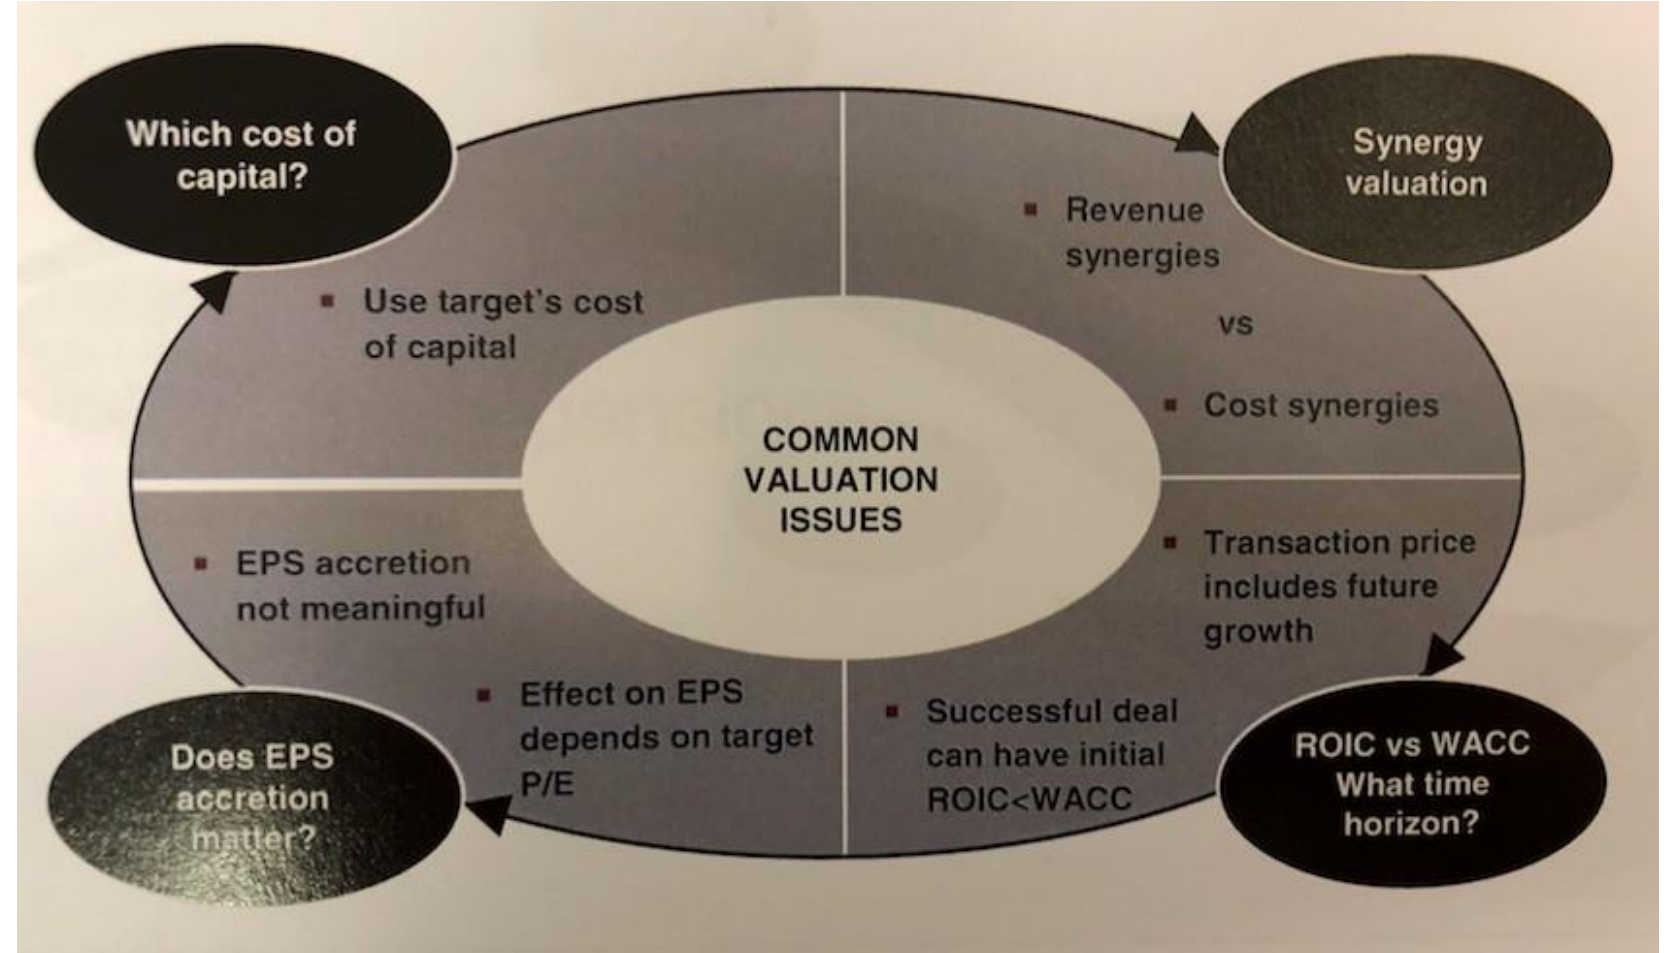 Which cost of
capital?
Synergy
valuation
▪ Revenue
synergies
vs
▪ Cost synergies
▪ Use target's cost
of capital
COMMON
VALUATION
ISSUES
▪ Transaction price
includes future
growth
▪ Successful deal
can have initial
ROIC<WACC
ROIC vs WACC
What time
horizon?
▪ EPS accretion
not meaningful
▪ Effect on EPS
depends on target
P/E
Does EPS
accretion
matter?